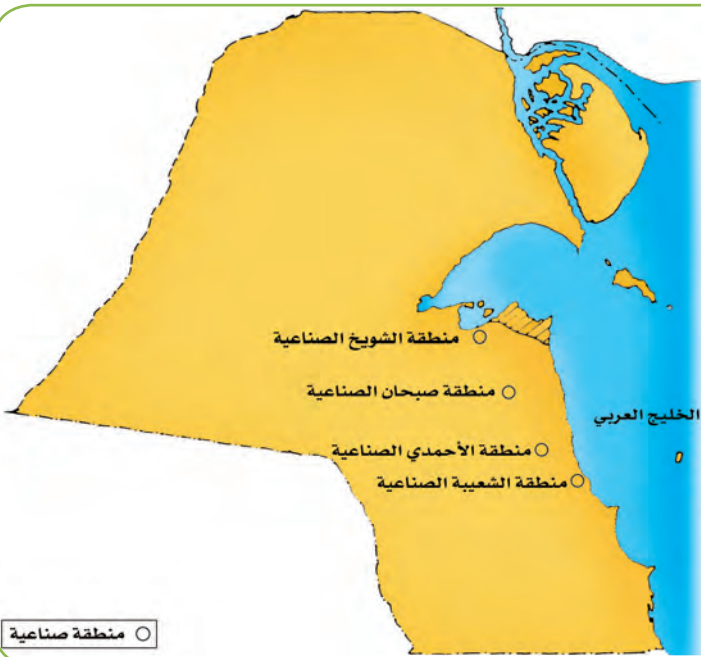 منطقة الشويخ الصناعية
منطقة صبحان الصناعية
الخليج العربي
منطقة الأحمدي الصناعية
منطقة الشعيبة الصناعية
منطقة صناعية